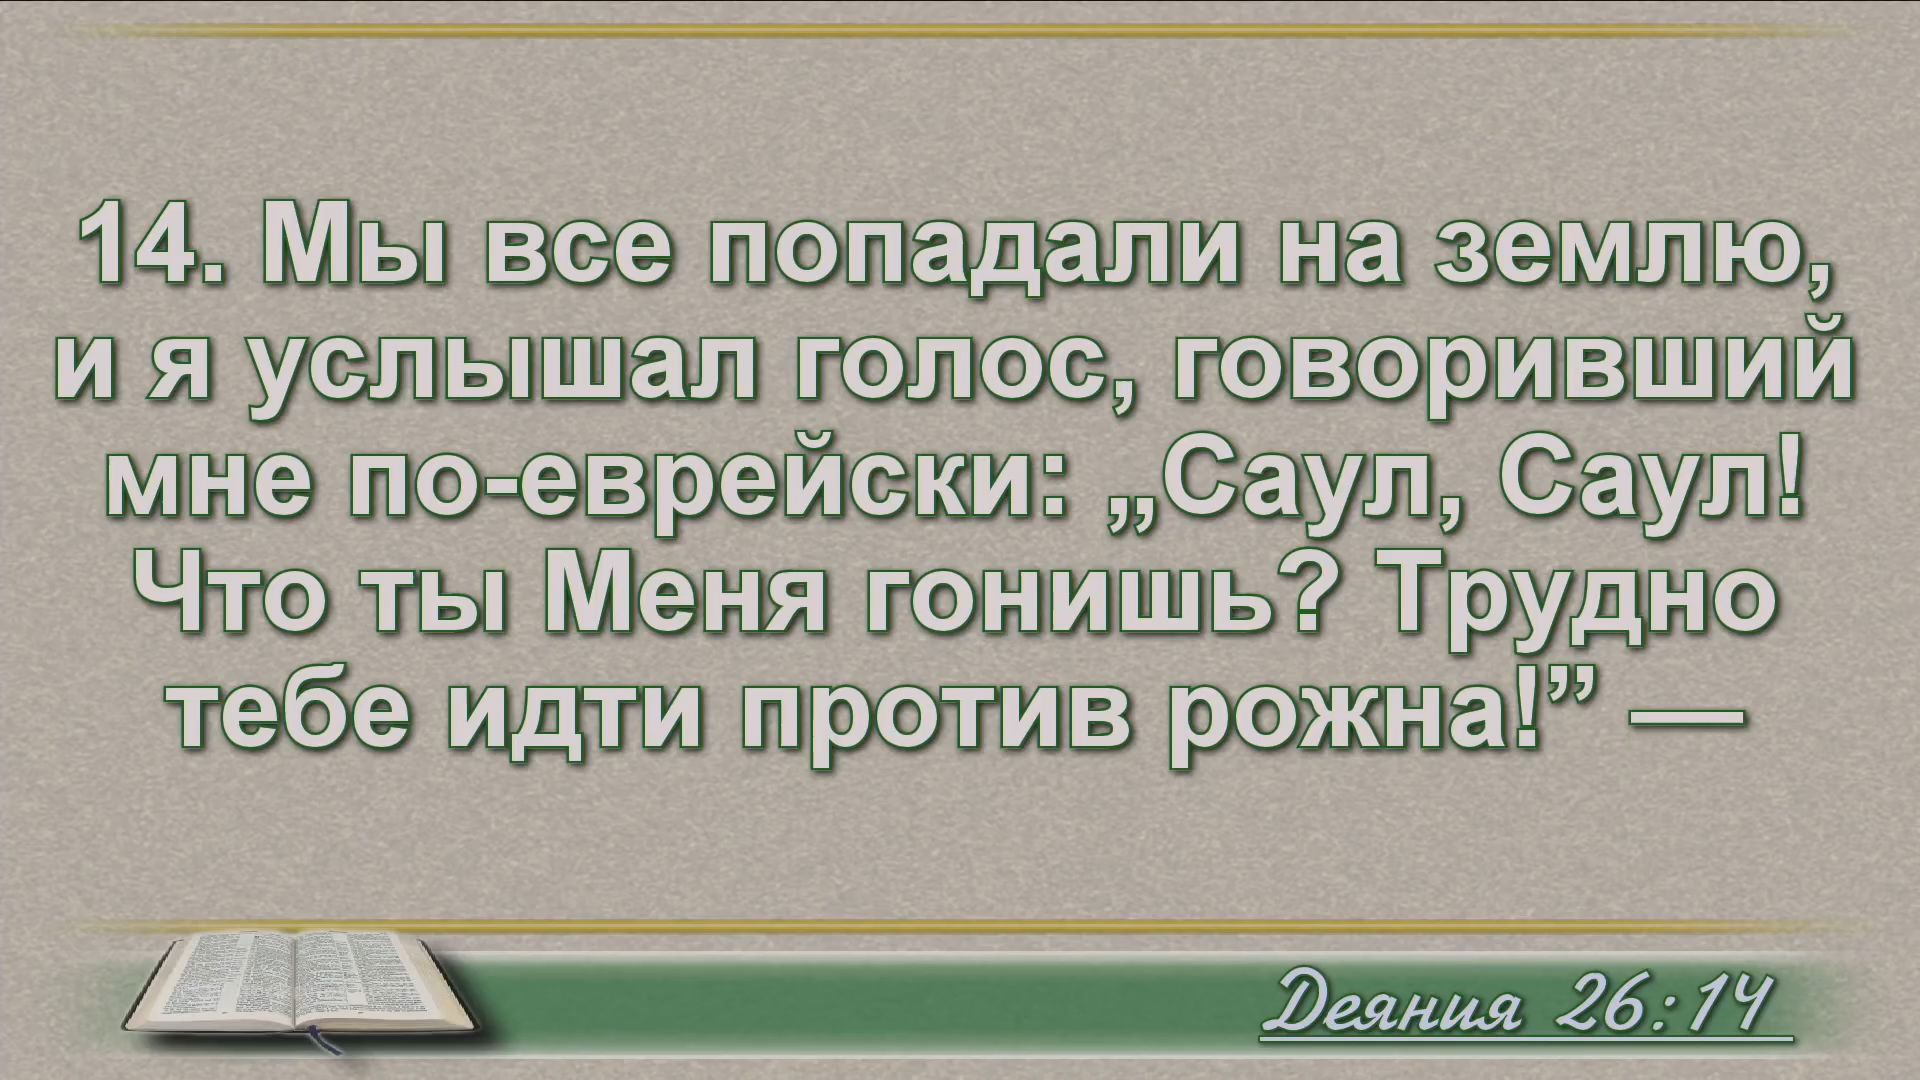 14. Мы все попадали на землю,
и я услышал голос, говоривший
мне по-еврейски: „Саул, Саул!
Что ты Меня гонишь? Трудно
тебе идти против рожна!” —
Деяния 26:14